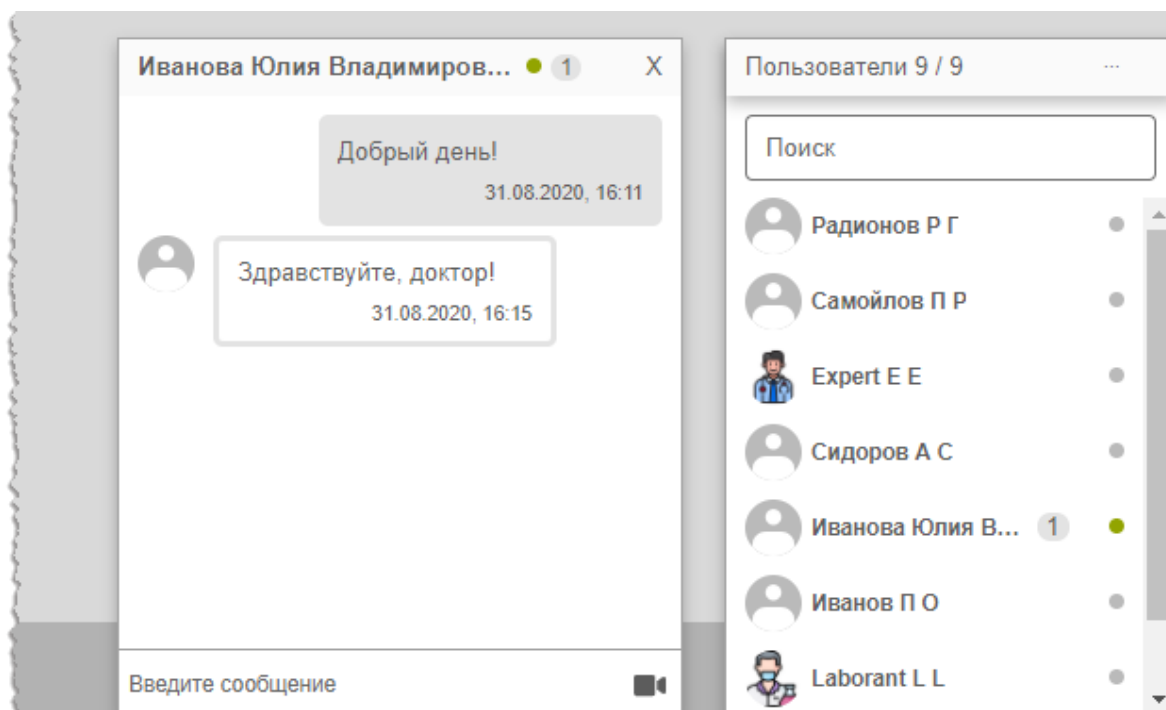 Иванова Юлия Владимиров... 1 X
Добрый день!
31.08.2020, 16:11
Здравствуйте, доктор!
31.08.2020, 16:15
Введите сообщение
Пользователи 9 / 9 ...
Поиск
Радионов Р Г
Самойлов П Р
Expert E E
Сидоров А С
Иванова Юлия В... 1
Иванов П О
Laborant L L